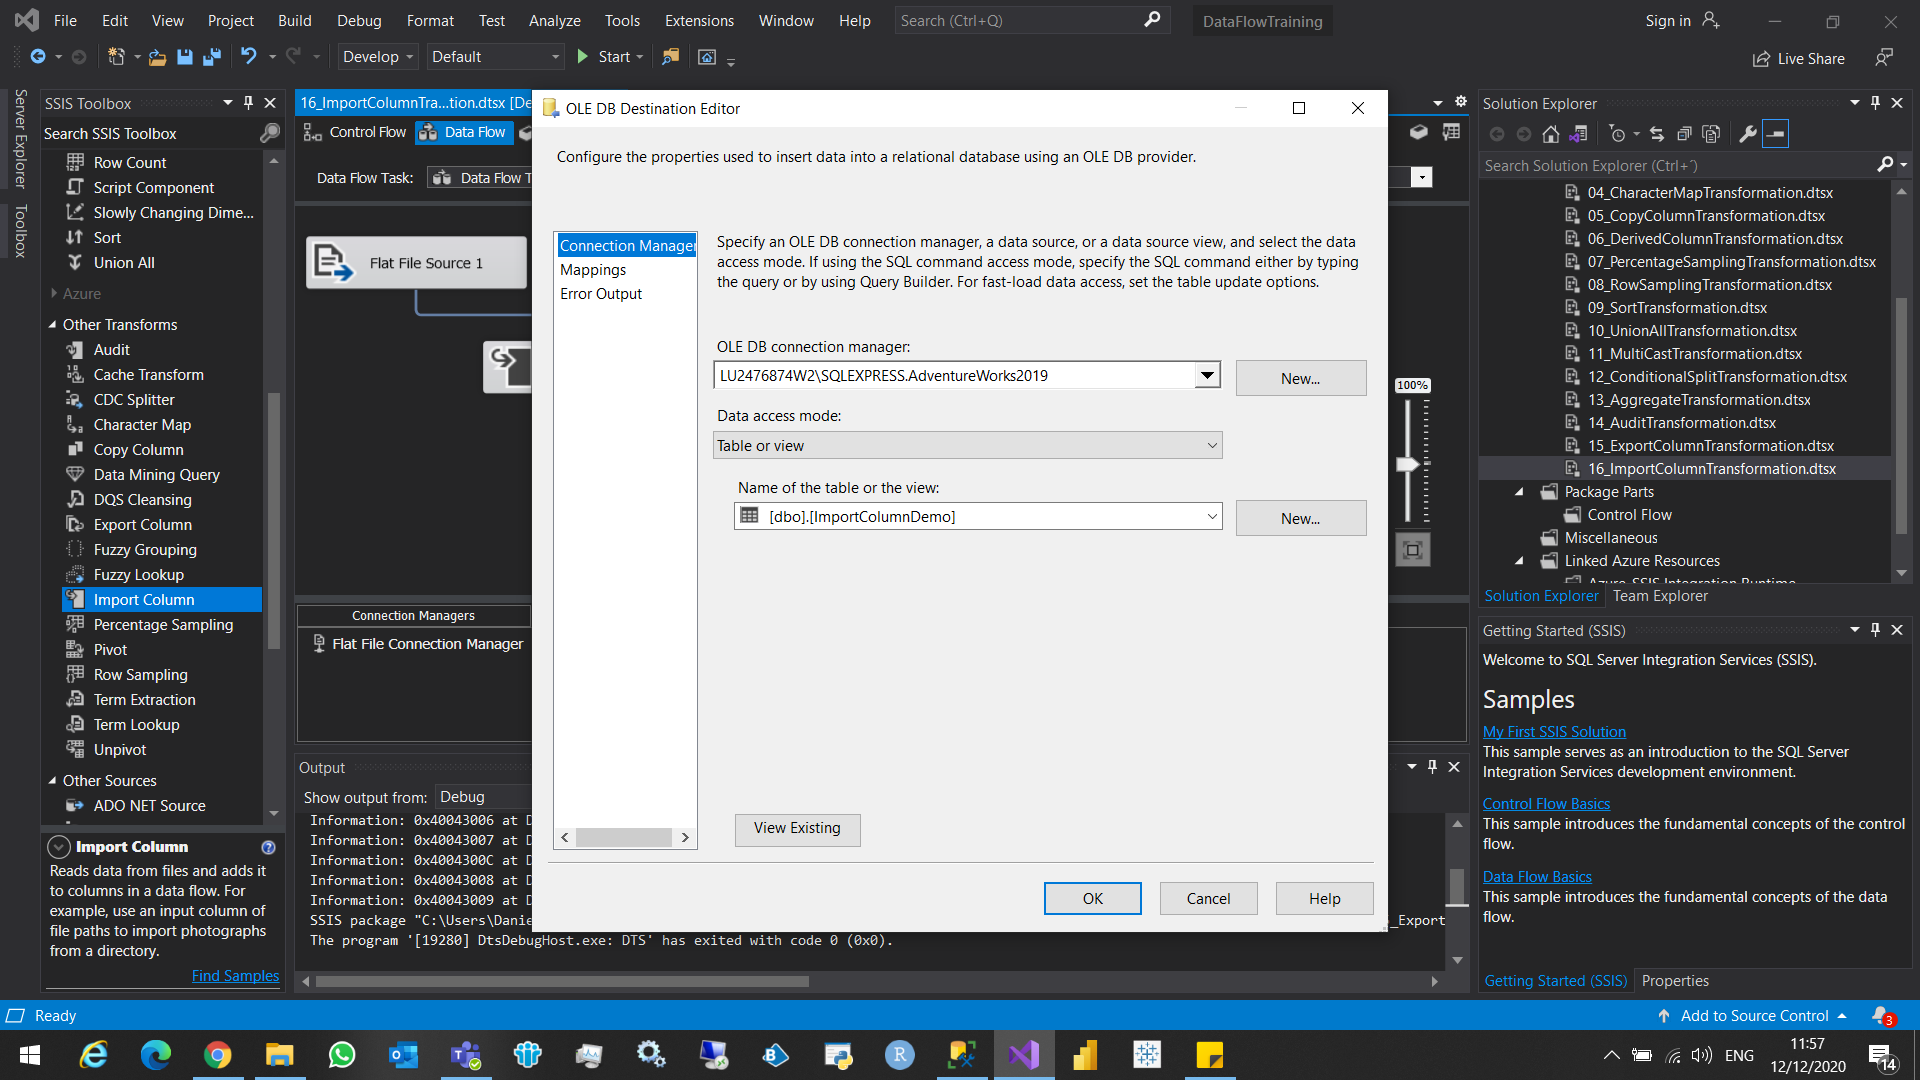 File Edit View Project Build Debug Format Test Analyze Tools Extensions Window Help
Search (Ctrl+Q)
DataFlowTraining
Sign in
Develop
Default
Start
Live Share
Server Explorer
Toolbox
SSIS Toolbox
Search SSIS Toolbox
Row Count
Script Component
Slowly Changing Dime...
Sort
Union All
Azure
Other Transforms
Audit
Cache Transform
CDC Splitter
Character Map
Copy Column
Data Mining Query
DQS Cleansing
Export Column
Fuzzy Grouping
Fuzzy Lookup
Import Column
Percentage Sampling
Pivot
Row Sampling
Term Extraction
Term Lookup
Unpivot
Other Sources
ADO NET Source
Import Column
Reads data from files and adds it
to columns in a data flow. For
example, use an input column of
file paths to import photographs
from a directory.
Find Samples
16_ImportColumnTra...tion.dtsx [De
Control Flow
Data Flow
Data Flow Task:
Data Flow T
Flat File Source 1
Connection Managers
Flat File Connection Manager
100%
OLE DB Destination Editor
Configure the properties used to insert data into a relational database using an OLE DB provider.
Connection Manager
Mappings
Error Output
Specify an OLE DB connection manager, a data source, or a data source view, and select the data
access mode. If using the SQL command access mode, specify the SQL command either by typing
the query or by using Query Builder. For fast-load data access, set the table update options.
OLE DB connection manager:
LU2476874W2\SQLEXPRESS.AdventureWorks2019
New...
Data access mode:
Table or view
Name of the table or the view:
[dbo].[ImportColumnDemo]
New...
View Existing
OK
Cancel
Help
Output
Show output from:
Debug
Information: 0x40043006 at D
Information: 0x40043007 at D
Information: 0x4004300C at D
Information: 0x40043008 at D
Information: 0x40043009 at D
SSIS package "C:\Users\Danie
_Export
The program '[19280] DtsDebugHost.exe: DTS' has exited with code 0 (0x0).
Solution Explorer
Search Solution Explorer (Ctrl+´)
04_CharacterMapTransformation.dtsx
05_CopyColumnTransformation.dtsx
06_DerivedColumnTransformation.dtsx
07_PercentageSamplingTransformation.dtsx
08_RowSamplingTransformation.dtsx
09_SortTransformation.dtsx
10_UnionAllTransformation.dtsx
11_MultiCastTransformation.dtsx
12_ConditionalSplitTransformation.dtsx
13_AggregateTransformation.dtsx
14_AuditTransformation.dtsx
15_ExportColumnTransformation.dtsx
16_ImportColumnTransformation.dtsx
Package Parts
Control Flow
Miscellaneous
Linked Azure Resources
Azure-SSIS Integration Runtime
Solution Explorer
Team Explorer
Getting Started (SSIS)
Welcome to SQL Server Integration Services (SSIS).
Samples
My First SSIS Solution
This sample serves as an introduction to the SQL Server
Integration Services development environment.
Control Flow Basics
This sample introduces the fundamental concepts of the control
flow.
Data Flow Basics
This sample introduces the fundamental concepts of the data
flow.
Getting Started (SSIS)
Properties
Ready
Add to Source Control
3
ENG
11:57
12/12/2020
14